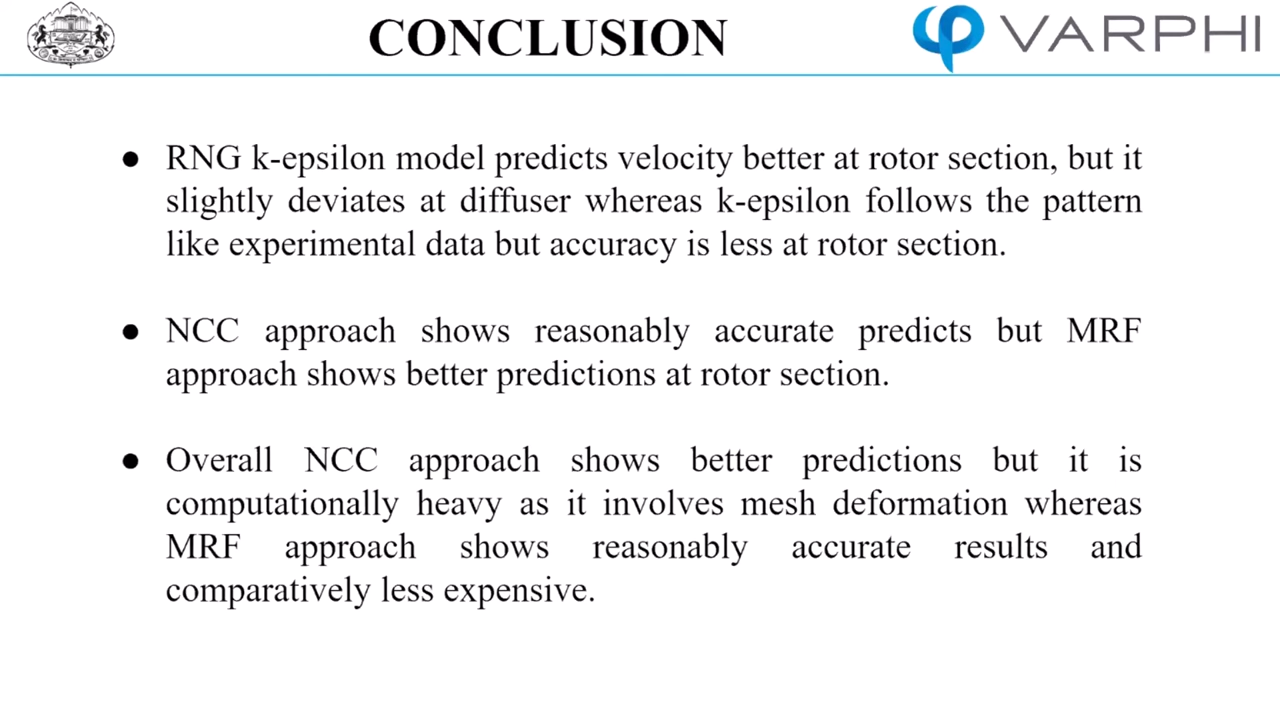 CONCLUSION
VARPHI
● RNG k-epsilon model predicts velocity better at rotor section, but it
slightly deviates at diffuser whereas k-epsilon follows the pattern
like experimental data but accuracy is less at rotor section.
● NCC approach shows reasonably accurate predicts but MRF
approach shows better predictions at rotor section.
● Overall NCC approach shows better predictions but it is
computationally heavy as it involves mesh deformation whereas
MRF approach shows reasonably accurate results and
comparatively less expensive.